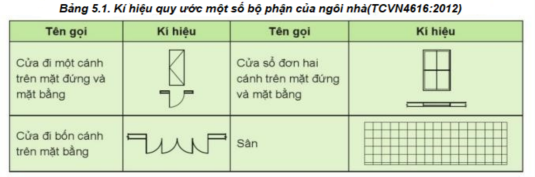 Bảng 5.1. Kí hiệu quy ước một số bộ phận của ngôi nhà(TCVN4616:2012)
Tên gọi Kí hiệu Tên gọi Kí hiệu
Cửa đi một cánh
trên mặt đứng và
mặt bằng
Cửa sổ đơn hai
cánh trên mặt đứng
và mặt bằng
Cửa đi bốn cánh
trên mặt bằng
Sàn